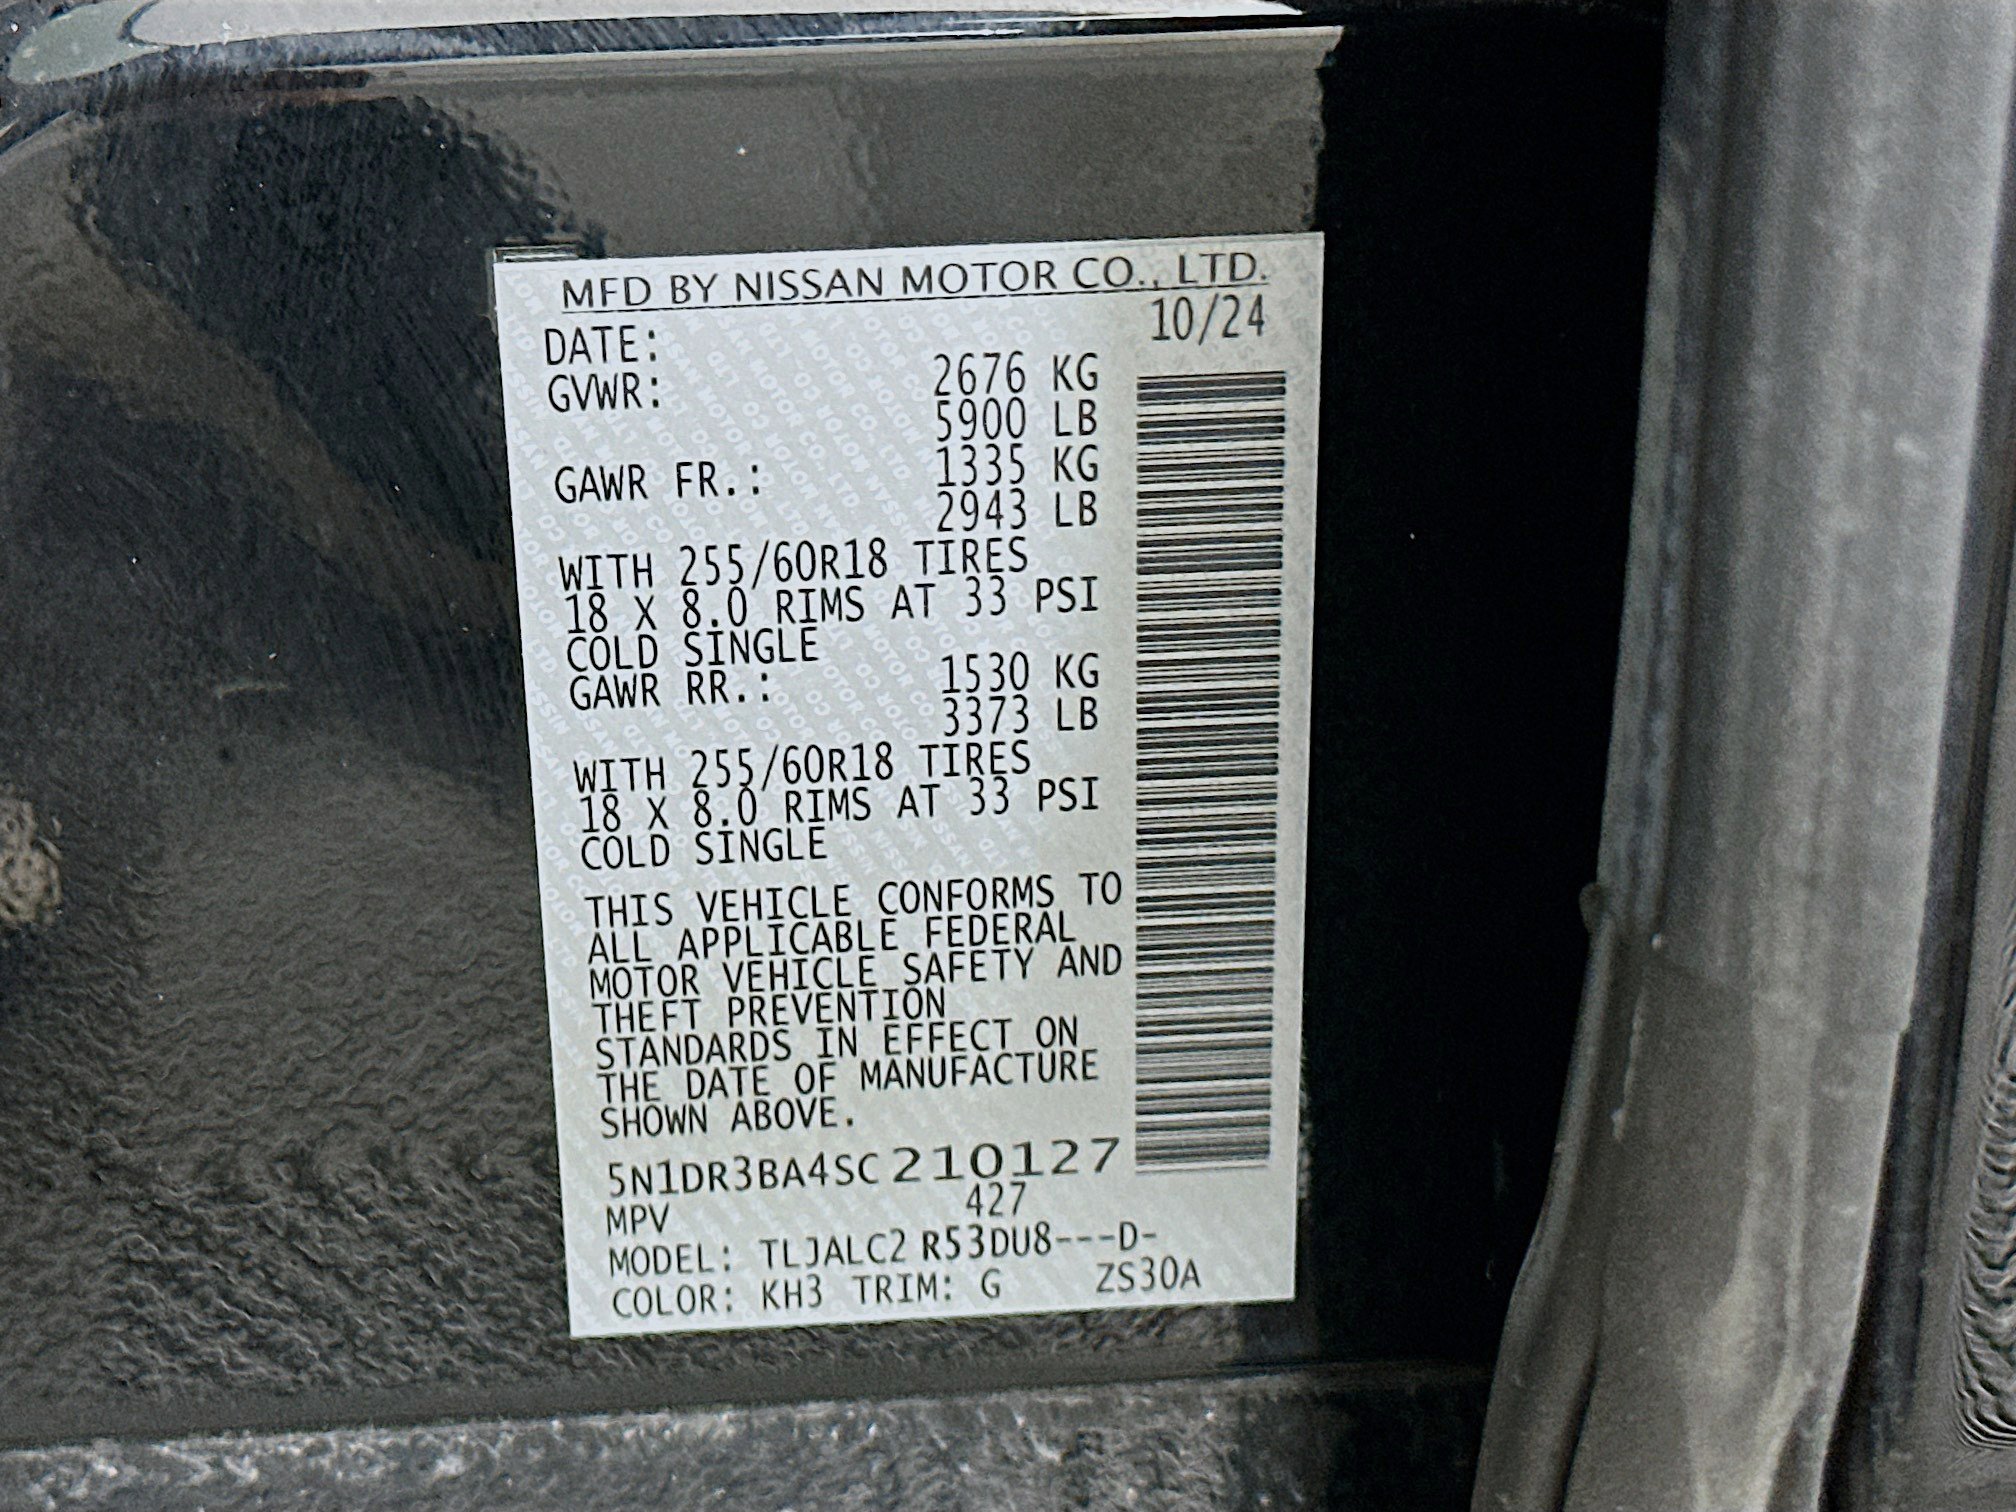 MFD BY NISSAN MOTOR CO., LTD.
DATE: 10/24
GVWR: 2676 KG
5900 LB
GAWR FR.: 1335 KG
2943 LB
WITH 255/60R18 TIRES
18 X 8.0 RIMS AT 33 PSI
COLD SINGLE
GAWR RR.: 1530 KG
3373 LB
WITH 255/60R18 TIRES
18 X 8.0 RIMS AT 33 PSI
COLD SINGLE
THIS VEHICLE CONFORMS TO
ALL APPLICABLE FEDERAL
MOTOR VEHICLE SAFETY AND
THEFT PREVENTION
STANDARDS IN EFFECT ON
THE DATE OF MANUFACTURE
SHOWN ABOVE.
5N1DR3BA4SC210127
MPV 427
MODEL: TLJALC2 R53DU8---D-
COLOR: KH3 TRIM: G ZS30A